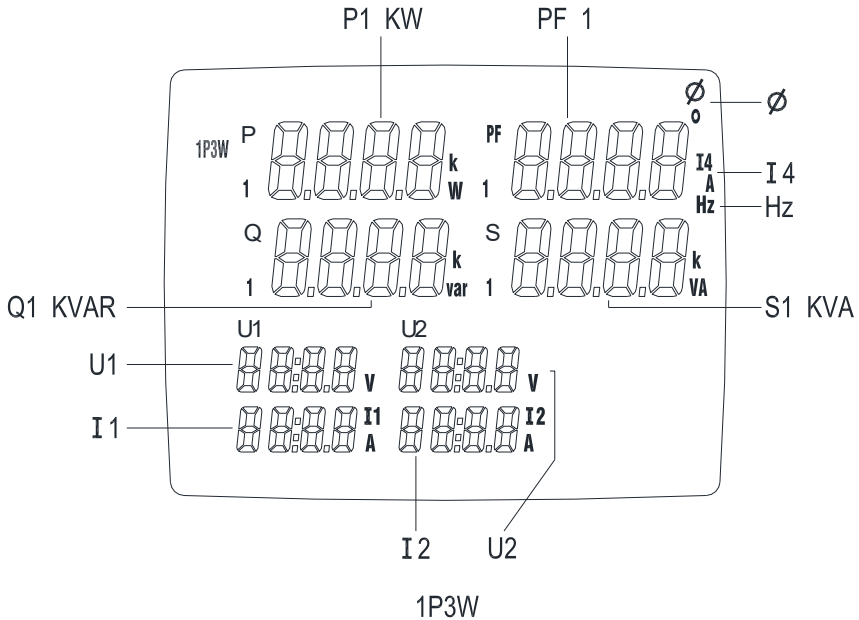 P1 KW PF 1
Ø Ø
P PF
1P3W
k I4 I4
1 W 1 A
Hz Hz
Q S
k k
1 var 1 VA
Q1 KVAR S1 KVA
U1 U2
U1 V V
I1 I2
I1 A A
I2 U2
1P3W